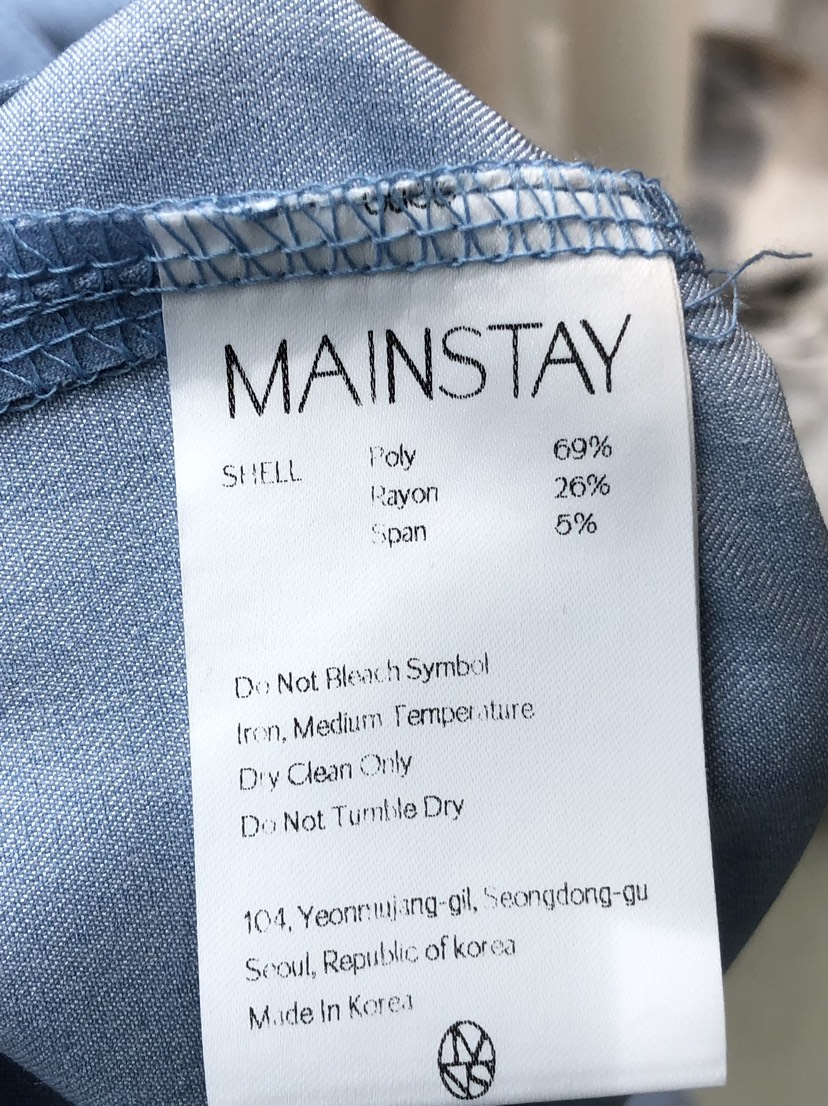 MAINSTAY
SHELL Poly 69%
Rayon 26%
Span 5%
Do Not Bleach Symbol
Iron, Medium Temperature
Dry Clean Only
Do Not Tumble Dry
104, Yeonmujang-gil, Seongdong-gu
Seoul, Republic of korea
Made In Korea